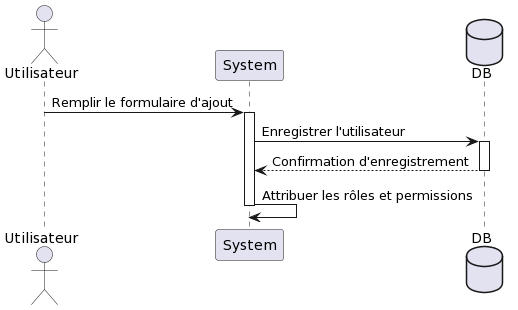 Utilisateur
System
DB
Remplir le formulaire d'ajout
Enregistrer l'utilisateur
Confirmation d'enregistrement
Attribuer les rôles et permissions
Utilisateur
System
DB